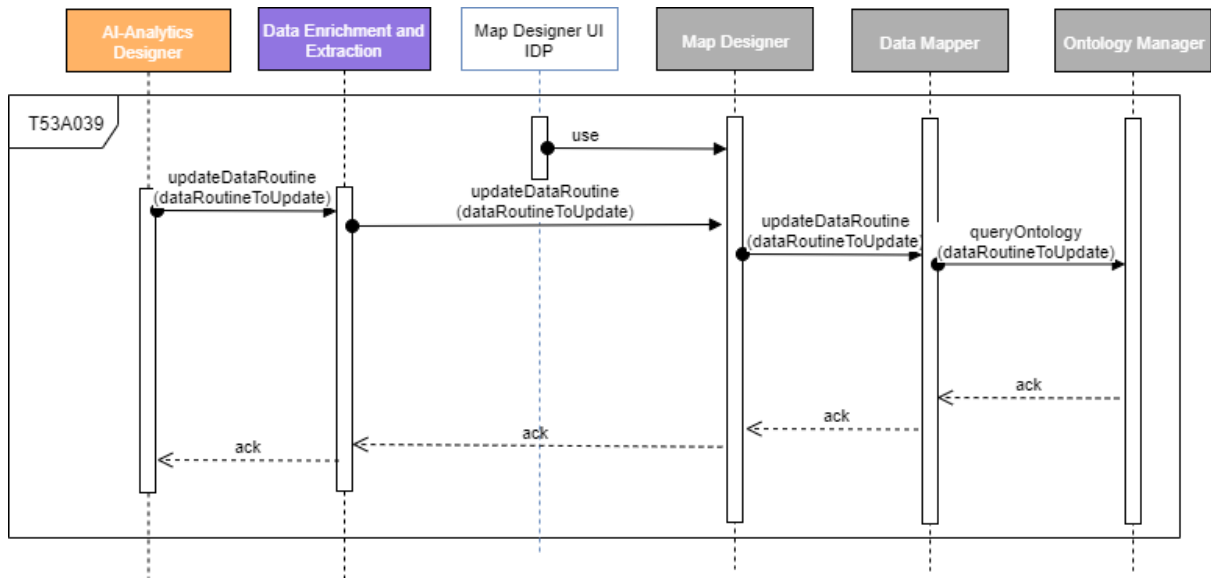 AI-Analytics
Designer
Data Enrichment and
Extraction
Map Designer UI
IDP
Map Designer
Data Mapper
Ontology Manager
T53A039
use
updateDataRoutine
(dataRoutineToUpdate)
updateDataRoutine
(dataRoutineToUpdate)
updateDataRoutine
(dataRoutineToUpdate)
queryOntology
(dataRoutineToUpdate)
ack
ack
ack
ack